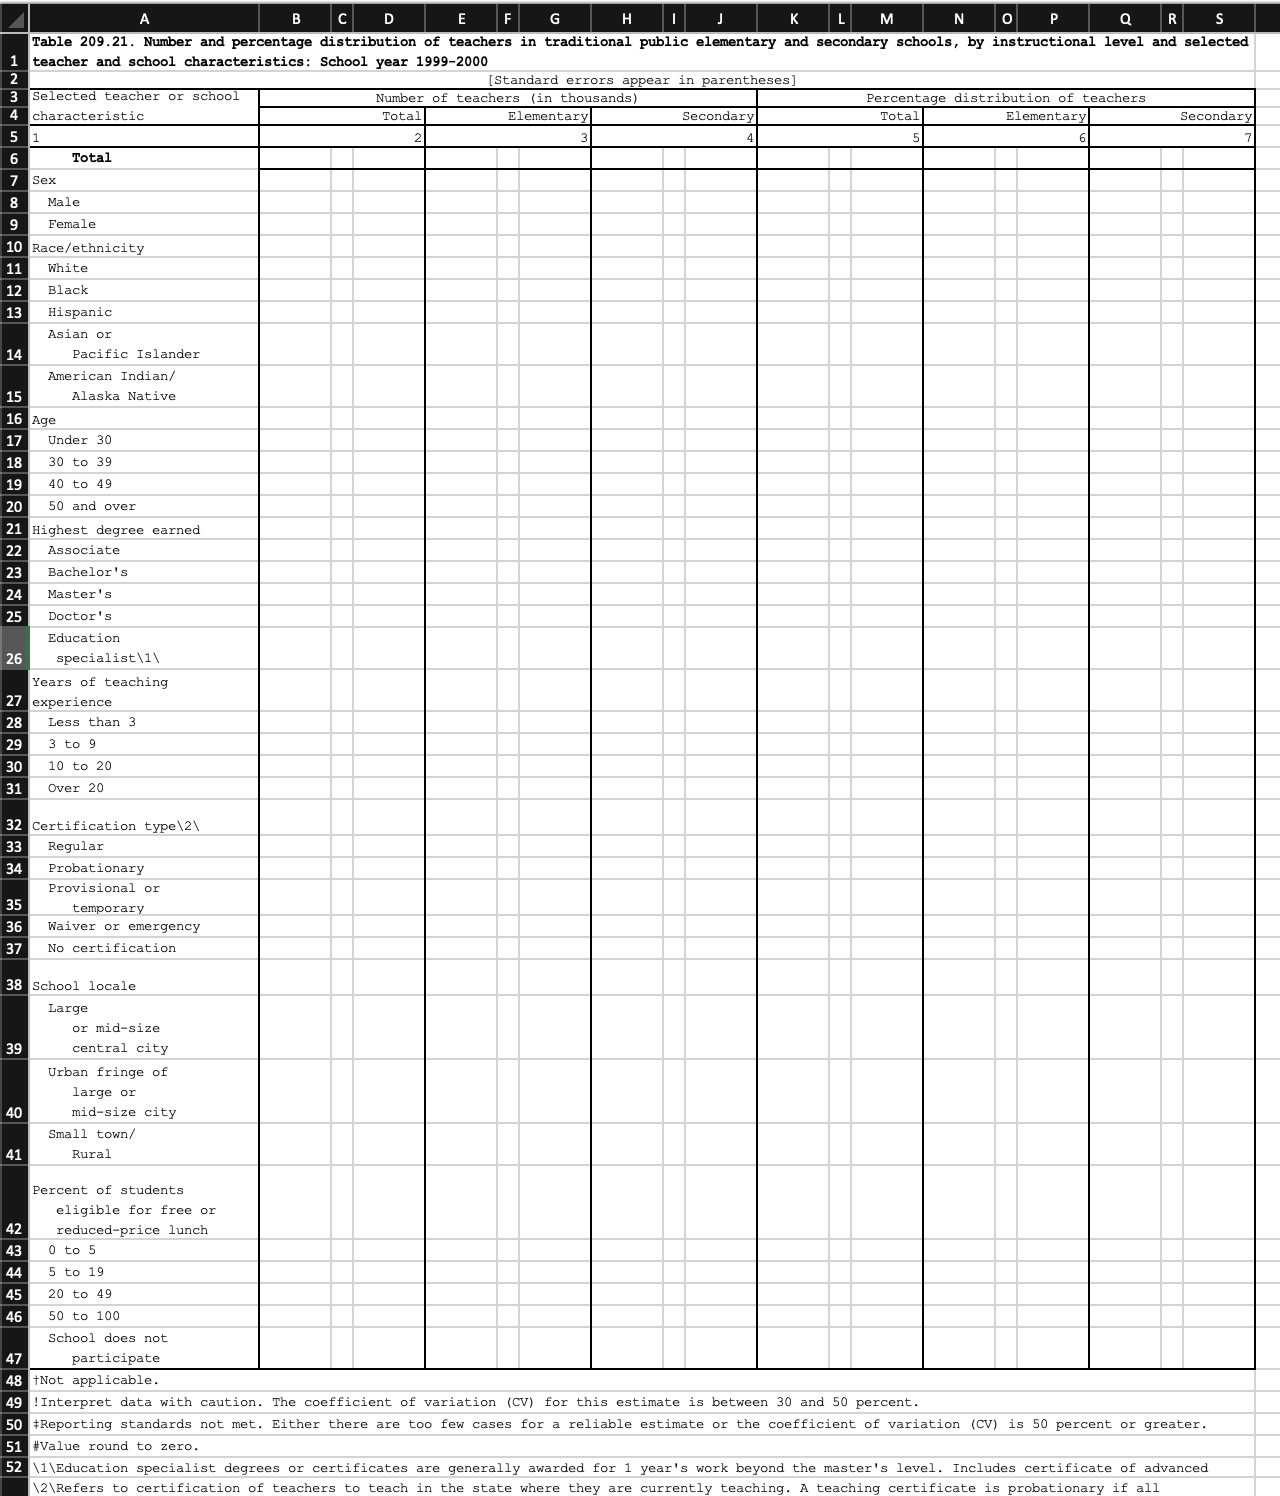 A B C D E F G H I J K L M N O P Q R S
1 Table 209.21. Number and percentage distribution of teachers in traditional public elementary and secondary schools, by instructional level and selected
teacher and school characteristics: School year 1999-2000
2 [Standard errors appear in parentheses]
3 Selected teacher or school Number of teachers (in thousands) Percentage distribution of teachers
4 characteristic Total Elementary Secondary Total Elementary Secondary
5 1 2 3 4 5 6 7
6 Total
7 Sex
8 Male
9 Female
10 Race/ethnicity
11 White
12 Black
13 Hispanic
Asian or
14 Pacific Islander
American Indian/
15 Alaska Native
16 Age
17 Under 30
18 30 to 39
19 40 to 49
20 50 and over
21 Highest degree earned
22 Associate
23 Bachelor's
24 Master's
25 Doctor's
Education
26 specialist\1\
Years of teaching
27 experience
28 Less than 3
29 3 to 9
30 10 to 20
31 Over 20
32 Certification type\2\
33 Regular
34 Probationary
Provisional or
35 temporary
36 Waiver or emergency
37 No certification
38 School locale
Large
or mid-size
39 central city
Urban fringe of
large or
40 mid-size city
Small town/
41 Rural
Percent of students
eligible for free or
42 reduced-price lunch
43 0 to 5
44 5 to 19
45 20 to 49
46 50 to 100
School does not
47 participate
48 †Not applicable.
49 !Interpret data with caution. The coefficient of variation (CV) for this estimate is between 30 and 50 percent.
50 ‡Reporting standards not met. Either there are too few cases for a reliable estimate or the coefficient of variation (CV) is 50 percent or greater.
51 #Value round to zero.
52 \1\Education specialist degrees or certificates are generally awarded for 1 year's work beyond the master's level. Includes certificate of advanced
\2\Refers to certification of teachers to teach in the state where they are currently teaching. A teaching certificate is probationary if all